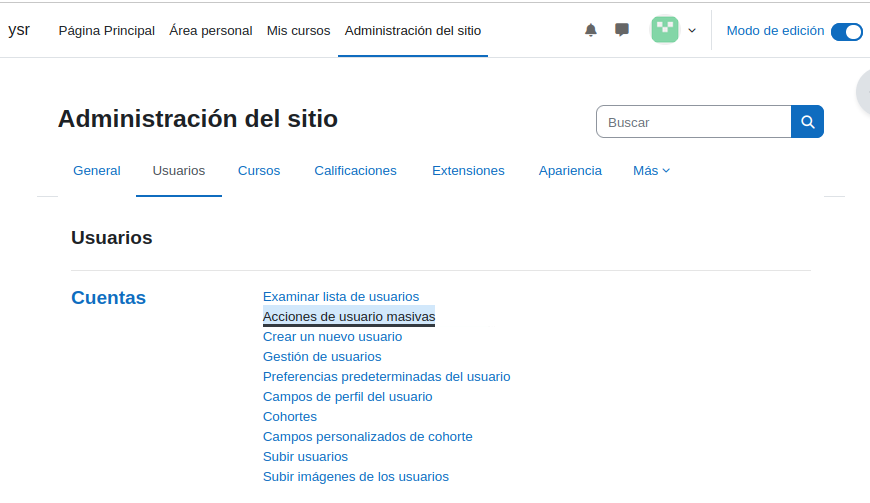 ysr Página Principal Área personal Mis cursos Administración del sitio Modo de edición
Administración del sitio
Buscar
General Usuarios Cursos Calificaciones Extensiones Apariencia Más
Usuarios
Cuentas
Examinar lista de usuarios
Acciones de usuario masivas
Crear un nuevo usuario
Gestión de usuarios
Preferencias predeterminadas del usuario
Campos de perfil del usuario
Cohortes
Campos personalizados de cohorte
Subir usuarios
Subir imágenes de los usuarios